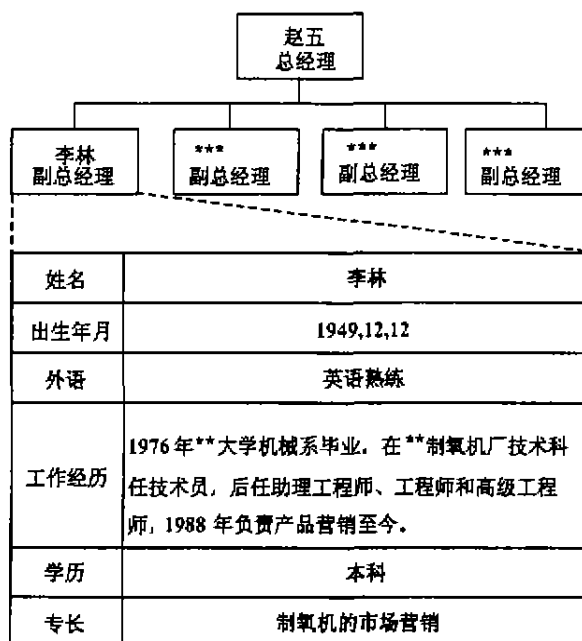 赵五
总经理
李林
副总经理
***
副总经理
***
副总经理
***
副总经理
姓名
李林
出生年月
1949,12,12
外语
英语熟练
工作经历
1976年**大学机械系毕业，在**制氧机厂技术科
任技术员，后任助理工程师、工程师和高级工程
师，1988 年负责产品营销至今。
学历
本科
专长
制氧机的市场营销